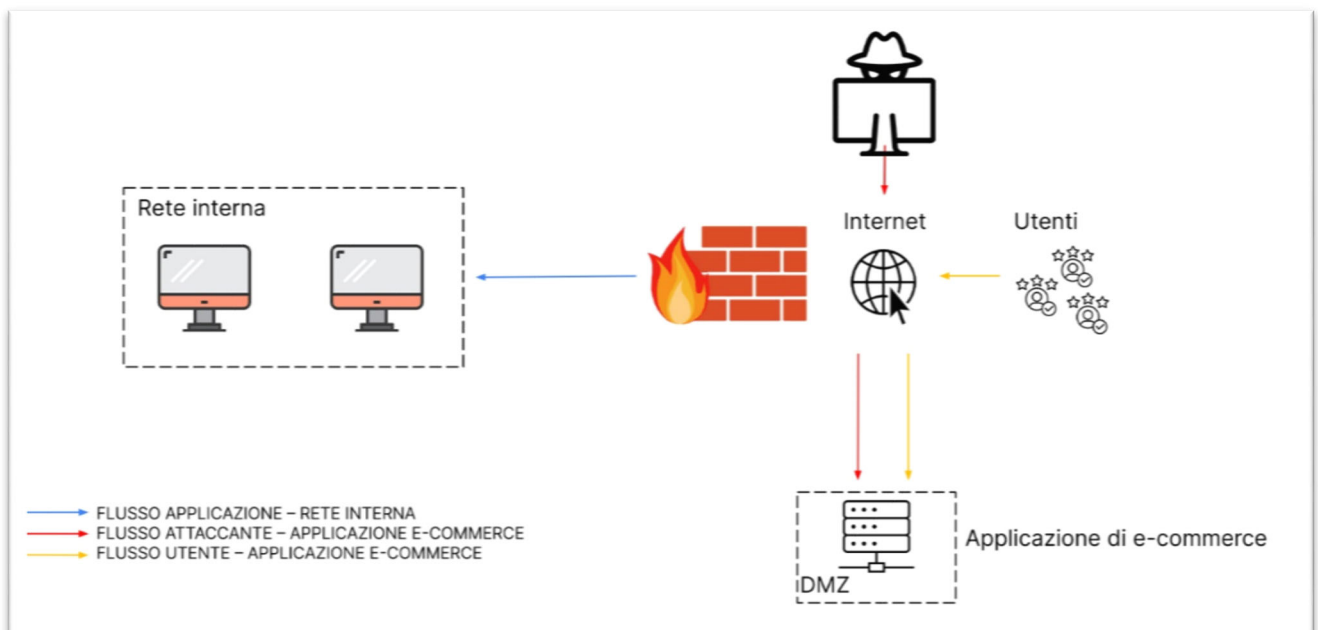 Rete interna
Internet
Utenti
FLUSSO APPLICAZIONE – RETE INTERNA
FLUSSO ATTACCANTE – APPLICAZIONE E-COMMERCE
FLUSSO UTENTE – APPLICAZIONE E-COMMERCE
Applicazione di e-commerce
DMZ